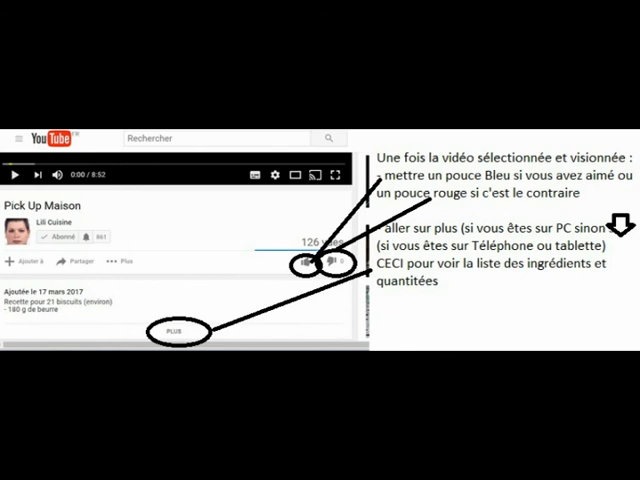 YouTube FR
Rechercher
0:00 / 8:52
Pick Up Maison
Lili Cuisine
Abonné 861
126 vues
Ajouter à Partager Plus 0
Ajoutée le 17 mars 2017
Recette pour 21 biscuits (environ)
- 180 g de beurre
PLUS
Une fois la vidéo sélectionnée et visionnée :
- mettre un pouce Bleu si vous avez aimé ou
un pouce rouge si c'est le contraire
- aller sur plus (si vous êtes sur PC sinon
(si vous êtes sur Téléphone ou tablette)
CECI pour voir la liste des ingrédients et
quantitées